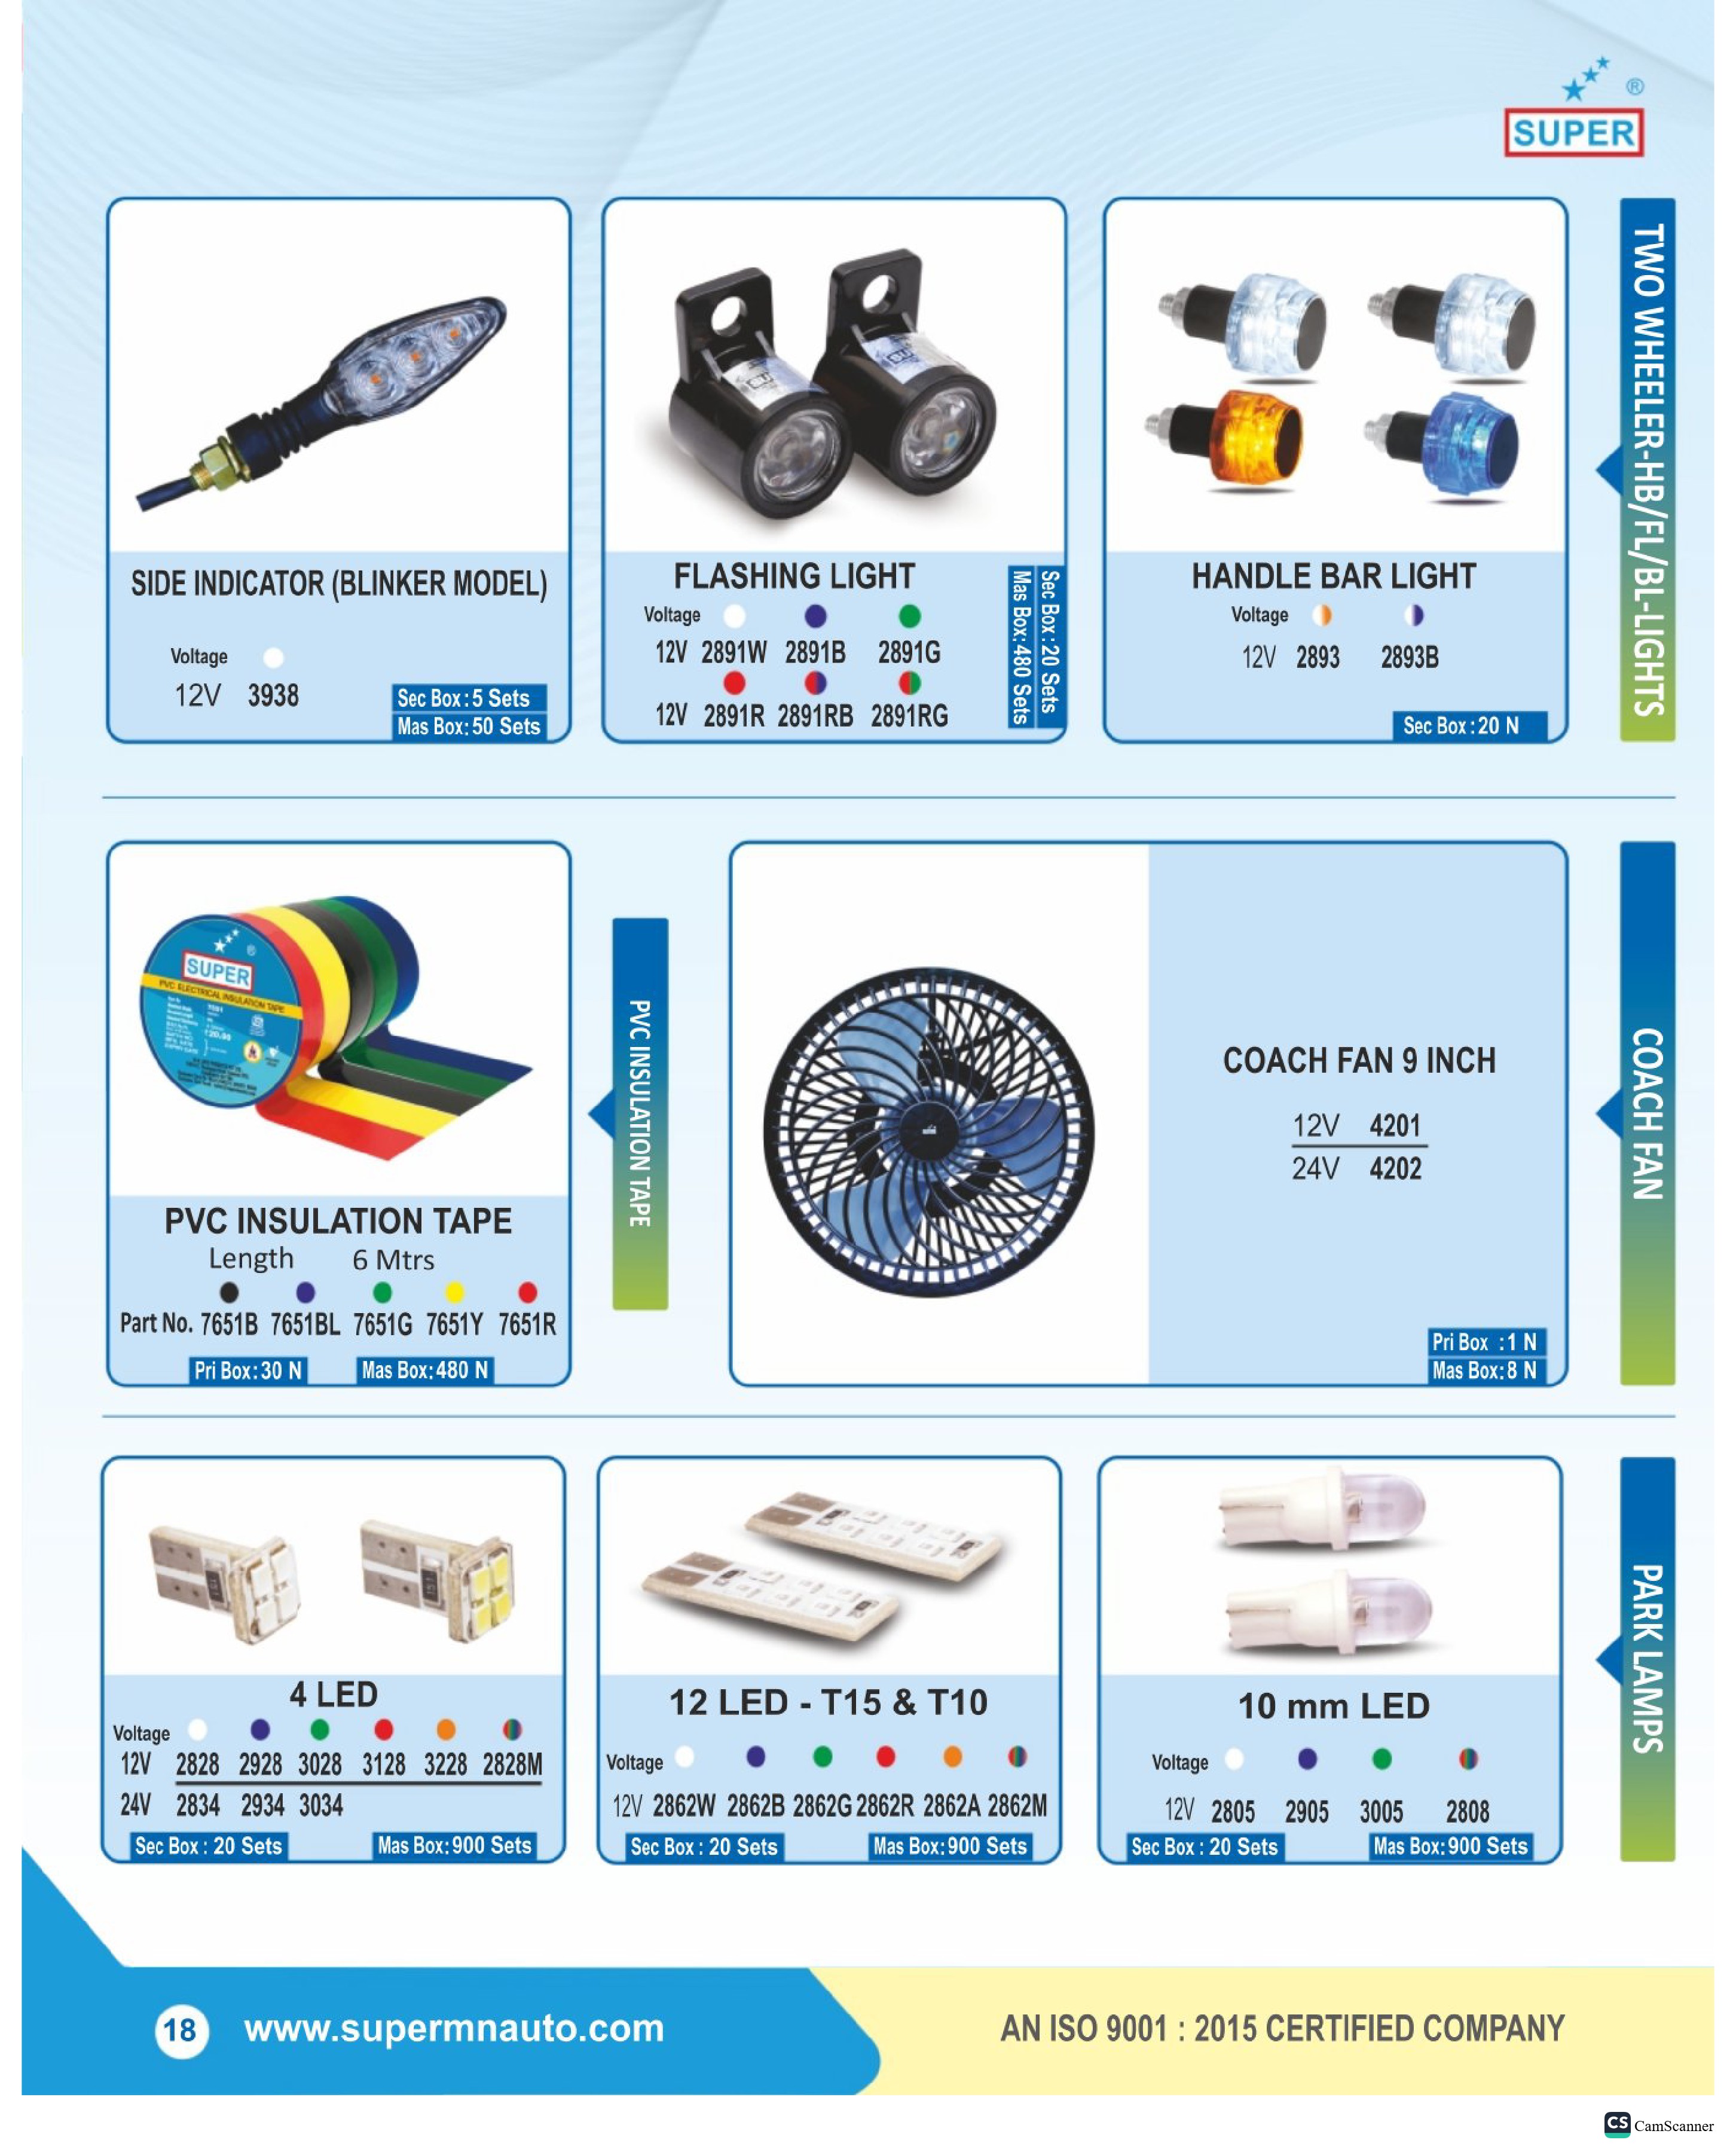 SUPER
®
TWO WHEELER-HB/FL/BL-LIGHTS
SIDE INDICATOR (BLINKER MODEL)
Voltage
12V 3938
Sec Box : 5 Sets
Mas Box: 50 Sets
FLASHING LIGHT
Voltage
12V 2891W 2891B 2891G
12V 2891R 2891RB 2891RG
Sec Box : 20 Sets
Mas Box: 480 Sets
HANDLE BAR LIGHT
Voltage
12V 2893 2893B
Sec Box : 20 N
SUPER
®
PVC ELECTRICAL INSULATION TAPE
PVC INSULATION TAPE
Length 6 Mtrs
Part No. 7651B 7651BL 7651G 7651Y 7651R
Pri Box: 30 N Mas Box: 480 N
PVC INSULATION TAPE
COACH FAN 9 INCH
12V 4201
24V 4202
Pri Box : 1 N
Mas Box: 8 N
COACH FAN
4 LED
Voltage
12V 2828 2928 3028 3128 3228 2828M
24V 2834 2934 3034
Sec Box : 20 Sets Mas Box: 900 Sets
12 LED - T15 & T10
Voltage
12V 2862W 2862B 2862G 2862R 2862A 2862M
Sec Box : 20 Sets Mas Box: 900 Sets
10 mm LED
Voltage
12V 2805 2905 3005 2808
Sec Box : 20 Sets Mas Box: 900 Sets
PARK LAMPS
18 www.supermnauto.com
AN ISO 9001 : 2015 CERTIFIED COMPANY
CS CamScanner